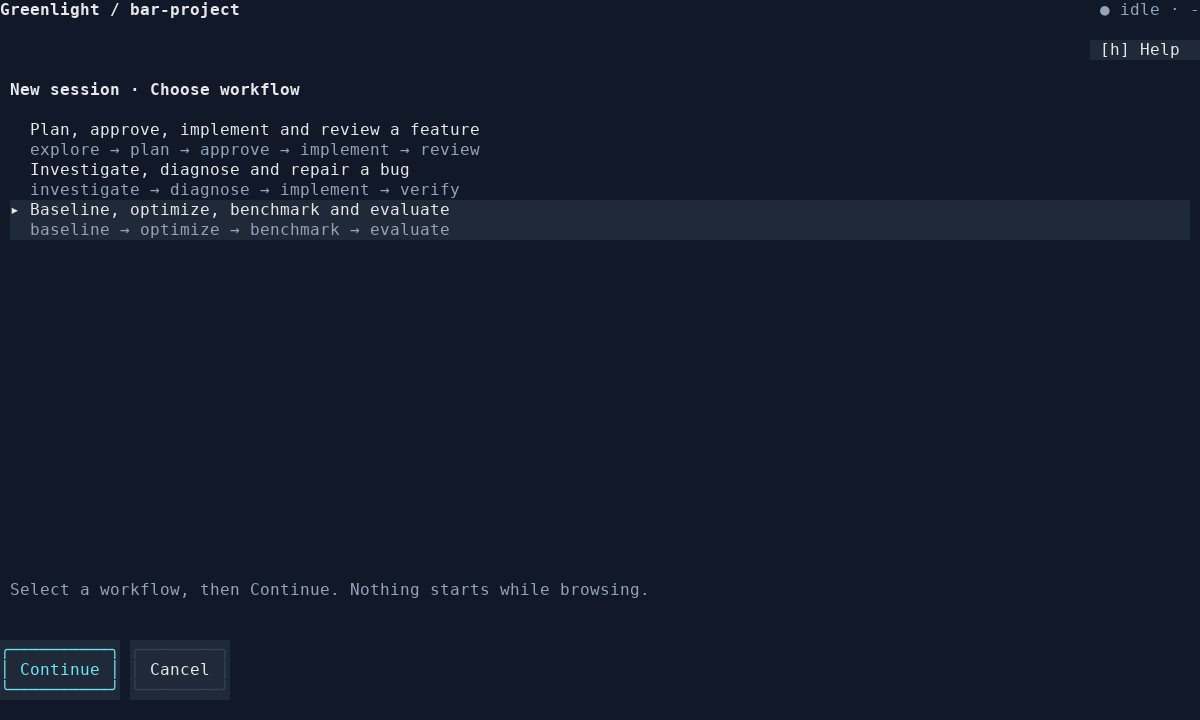 Greenlight / bar-project ● idle · -
[h] Help
New session · Choose workflow
Plan, approve, implement and review a feature
explore → plan → approve → implement → review
Investigate, diagnose and repair a bug
investigate → diagnose → implement → verify
▸ Baseline, optimize, benchmark and evaluate
baseline → optimize → benchmark → evaluate
Select a workflow, then Continue. Nothing starts while browsing.
Continue Cancel